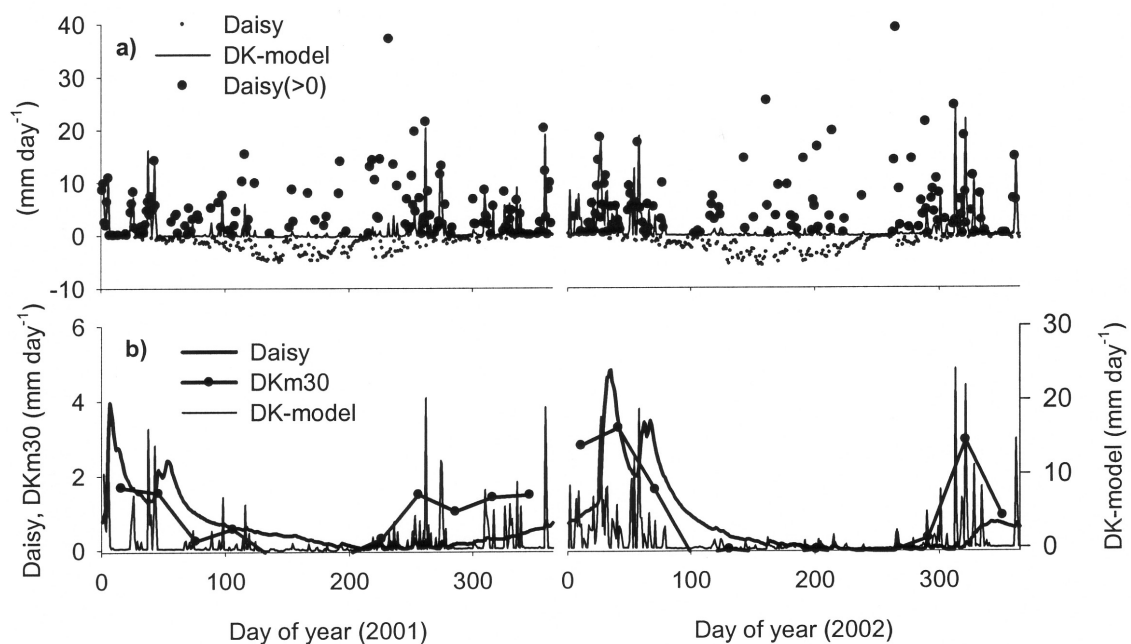 a)
Daisy
DK-model
Daisy(>0)
(mm day-1)
40
30
20
10
0
-10
b)
Daisy
DKm30
DK-model
Daisy, DKm30 (mm day-1)
6
4
2
0
30
20
10
0
DK-model (mm day-1)
0 100 200 300
0 100 200 300
Day of year (2001)
Day of year (2002)